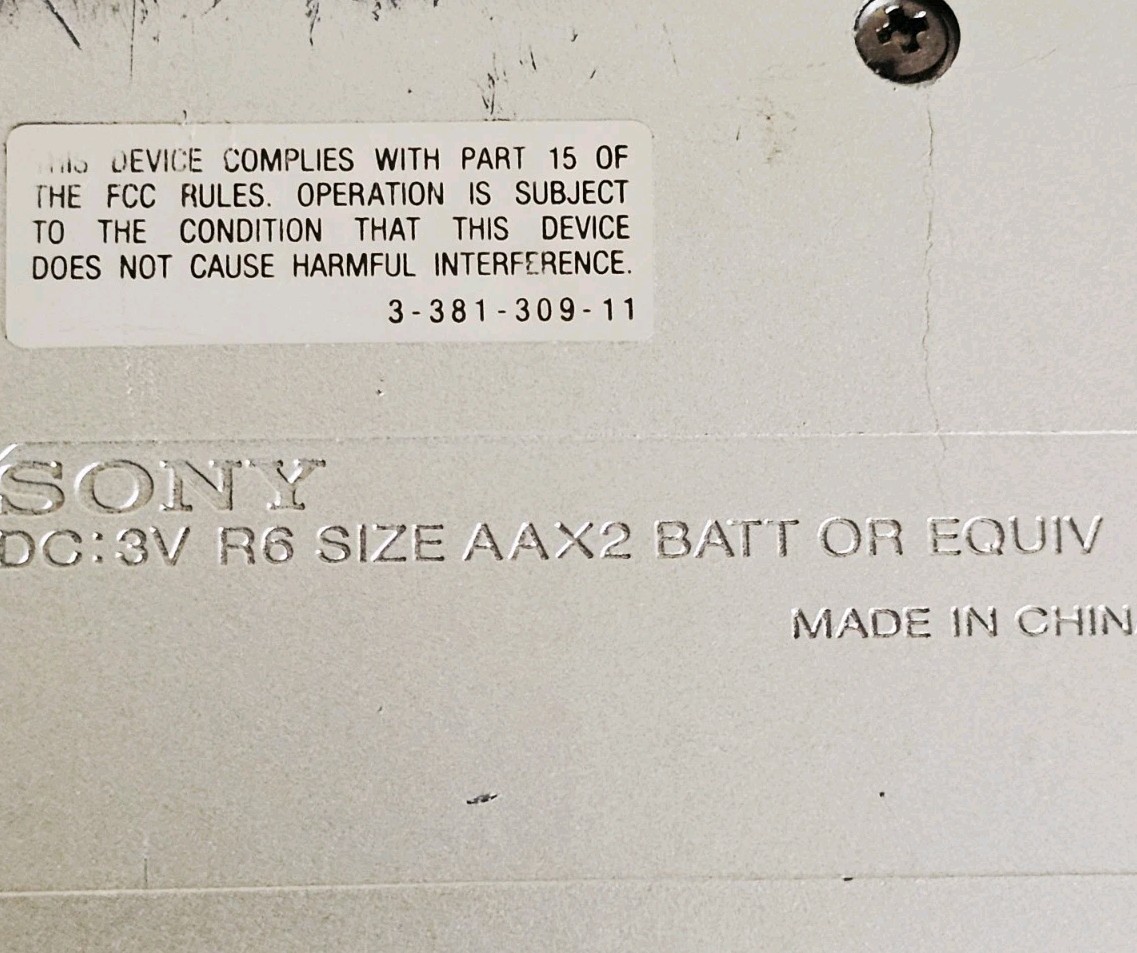 THIS DEVICE COMPLIES WITH PART 15 OF
THE FCC RULES. OPERATION IS SUBJECT
TO THE CONDITION THAT THIS DEVICE
DOES NOT CAUSE HARMFUL INTERFERENCE.
3-381-309-11
SONY
DC:3V R6 SIZE AAX2 BATT OR EQUIV
MADE IN CHIN